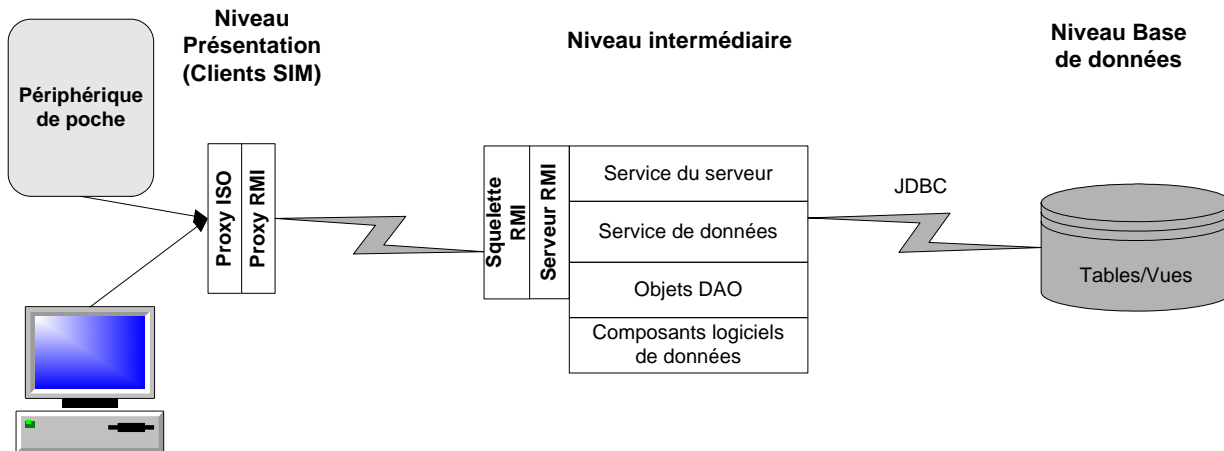 Niveau
Présentation
(Clients SIM)
Niveau intermédiaire
Niveau Base
de données
Périphérique
de poche
Proxy ISO
Proxy RMI
Squelette
RMI
Serveur RMI
Service du serveur
Service de données
Objets DAO
Composants logiciels
de données
JDBC
Tables/Vues